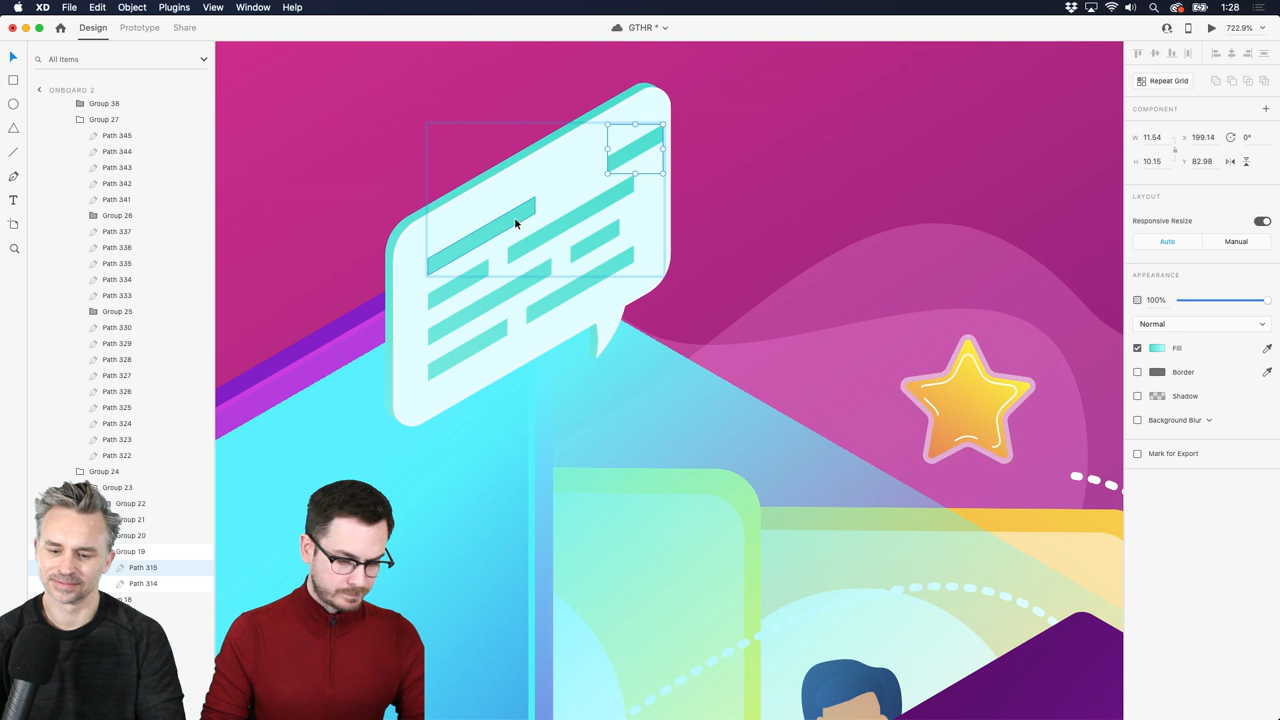 XD File Edit Object Plugins View Window Help 1:28
Design Prototype Share GTHR * 722.9%
All Items
ONBOARD 2
Group 38
Group 27
Path 345
Path 344
Path 343
Path 342
Path 341
Group 26
Path 337
Path 336
Path 335
Path 334
Path 333
Group 25
Path 330
Path 329
Path 328
Path 327
Path 326
Path 325
Path 324
Path 323
Path 322
Group 24
Group 23
Group 22
Group 21
Group 20
Group 19
Path 315
Path 314
18
Repeat Grid
COMPONENT
W 11.54 X 199.14 0°
H 10.15 Y 82.98
LAYOUT
Responsive Resize
Auto Manual
APPEARANCE
100%
Normal
Fill
Border
Shadow
Background Blur
Mark for Export